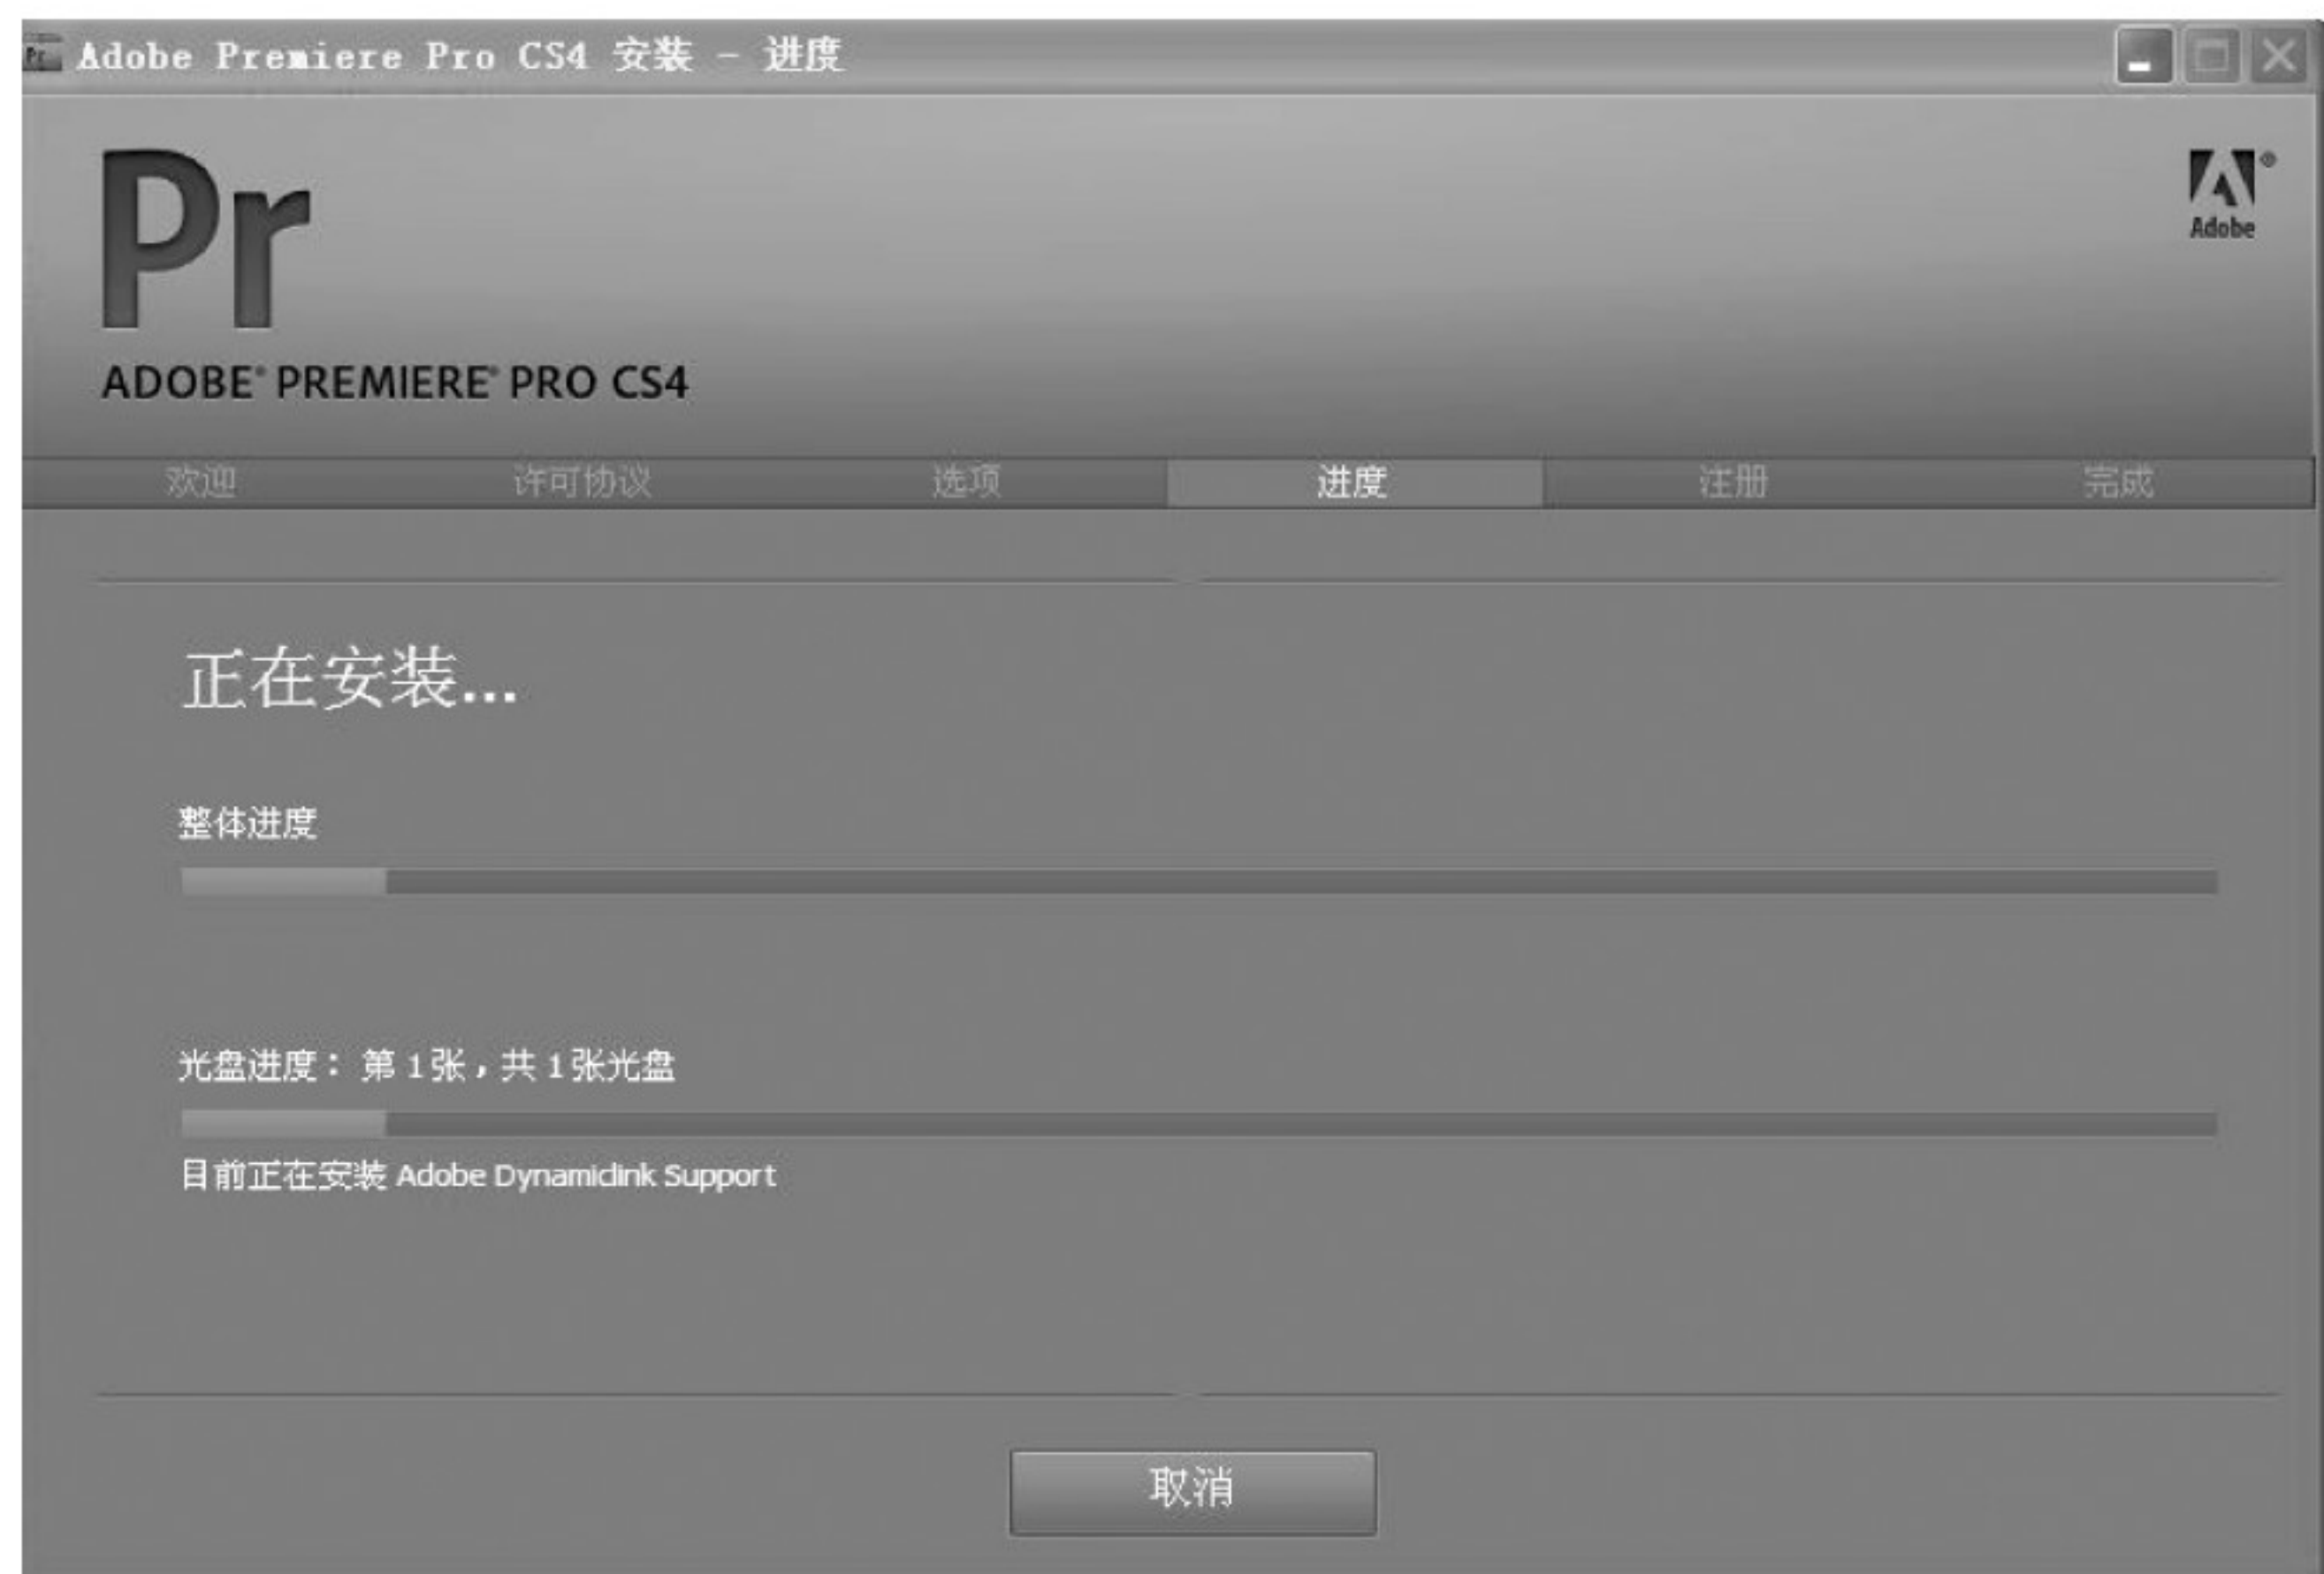 Adobe Premiere Pro CS4 安装 - 进度
Pr
Adobe
ADOBE® PREMIERE® PRO CS4
欢迎 许可协议 选项 进度 注册 完成
正在安装...
整体进度
光盘进度： 第 1张，共 1张光盘
目前正在安装 Adobe Dynamiclink Support
取消